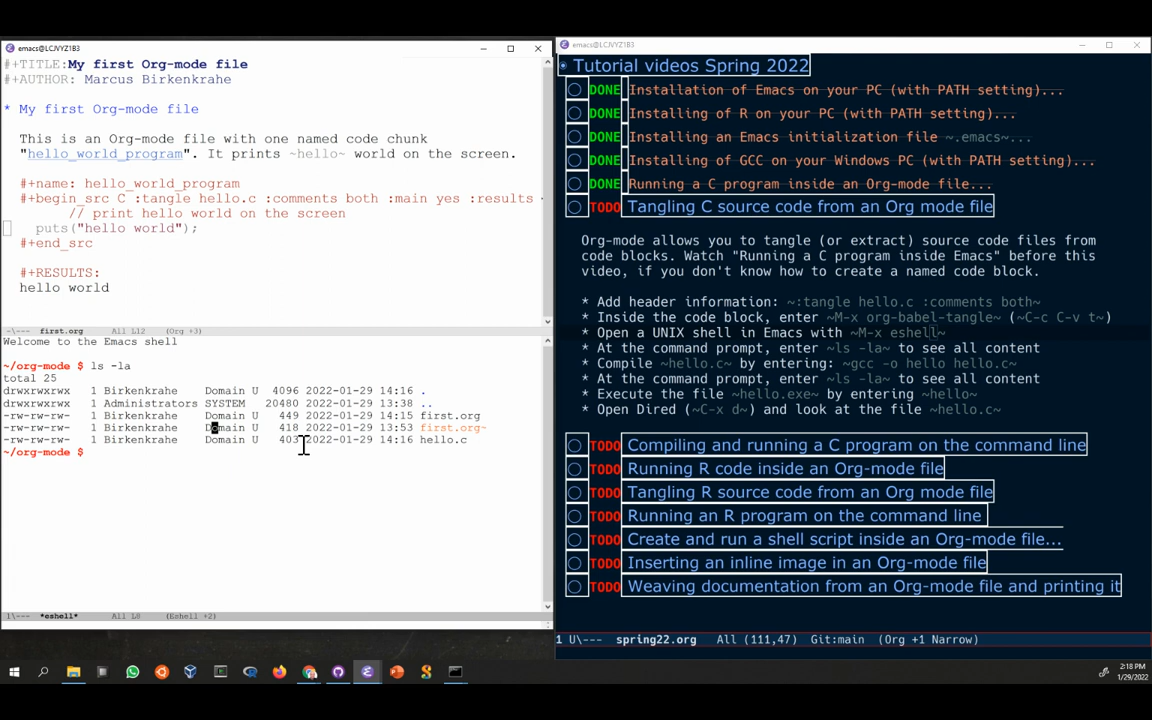 emacs@LCJVYZ1B3
#+TITLE:My first Org-mode file
#+AUTHOR: Marcus Birkenkrahe
* My first Org-mode file
This is an Org-mode file with one named code chunk
"hello_world_program". It prints ~hello~ world on the screen.
#+name: hello_world_program
#+begin_src C :tangle hello.c :comments both :main yes :results
// print hello world on the screen
puts("hello world");
#+end_src
#+RESULTS:
hello world
-\--- first.org All L12 (Org +3)
Welcome to the Emacs shell
~/org-mode $ ls -la
total 25
drwxrwxrwx 1 Birkenkrahe Domain U 4096 2022-01-29 14:16 .
drwxrwxrwx 1 Administrators SYSTEM 20480 2022-01-29 13:38 ..
-rw-rw-rw- 1 Birkenkrahe Domain U 449 2022-01-29 14:15 first.org
-rw-rw-rw- 1 Birkenkrahe Domain U 418 2022-01-29 13:53 first.org~
-rw-rw-rw- 1 Birkenkrahe Domain U 403 2022-01-29 14:16 hello.c
~/org-mode $
1\--- *eshell* All L8 (Eshell +2)
emacs@LCJVYZ1B3
Tutorial videos Spring 2022
DONE Installation of Emacs on your PC (with PATH setting)...
DONE Installing of R on your PC (with PATH setting)...
DONE Installing an Emacs initialization file ~.emacs~...
DONE Installing of GCC on your Windows PC (with PATH setting)...
DONE Running a C program inside an Org-mode file...
TODO Tangling C source code from an Org mode file
Org-mode allows you to tangle (or extract) source code files from
code blocks. Watch "Running a C program inside Emacs" before this
video, if you don't know how to create a named code block.
* Add header information: ~:tangle hello.c :comments both~
* Inside the code block, enter ~M-x org-babel-tangle~ (~C-c C-v t~)
* Open a UNIX shell in Emacs with ~M-x eshell~
* At the command prompt, enter ~ls -la~ to see all content
* Compile ~hello.c~ by entering: ~gcc -o hello hello.c~
* At the command prompt, enter ~ls -la~ to see all content
* Execute the file ~hello.exe~ by entering ~hello~
* Open Dired (~C-x d~) and look at the file ~hello.c~
TODO Compiling and running a C program on the command line
TODO Running R code inside an Org-mode file
TODO Tangling R source code from an Org mode file
TODO Running an R program on the command line
TODO Create and run a shell script inside an Org-mode file...
TODO Inserting an inline image in an Org-mode file
TODO Weaving documentation from an Org-mode file and printing it
1 U\--- spring22.org All (111,47) Git:main (Org +1 Narrow)
2:18 PM
1/29/2022